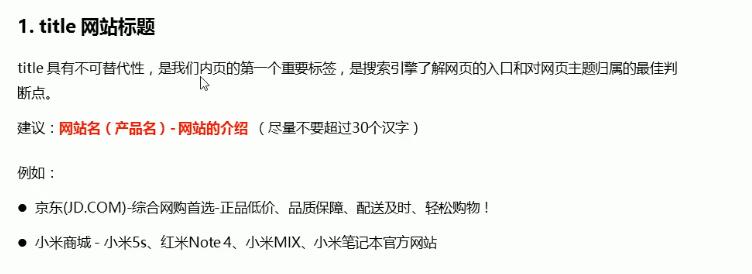 1. title 网站标题
title 具有不可替代性，是我们内页的第一个重要标签，是搜索引擎了解网页的入口和对网页主题归属的最佳判
断点。
建议：网站名（产品名）- 网站的介绍 （尽量不要超过30个汉字）
例如：
● 京东(JD.COM)-综合网购首选-正品低价、品质保障、配送及时、轻松购物！
● 小米商城 - 小米5s、红米Note 4、小米MIX、小米笔记本官方网站